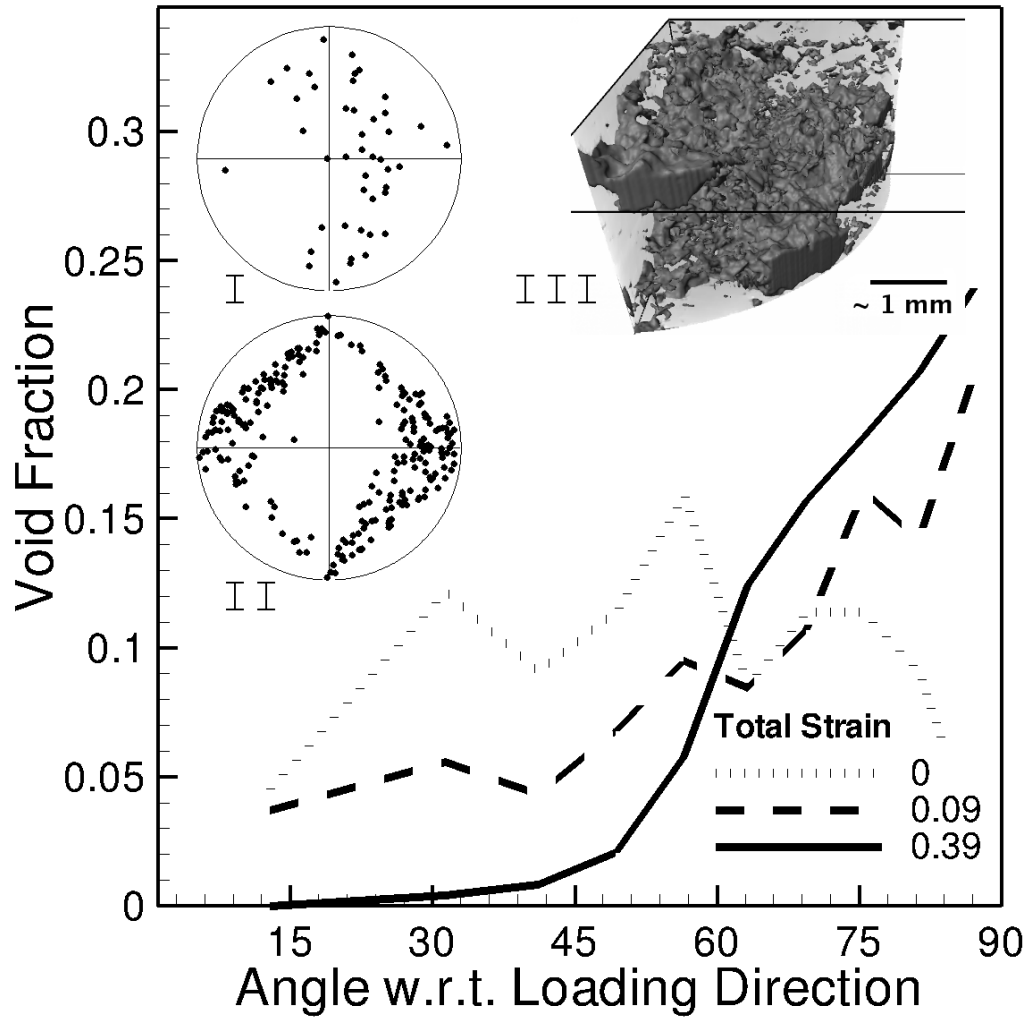 Void Fraction
0.3
0.25
0.2
0.15
0.1
0.05
0
I
II
III
~ 1 mm
Total Strain
0
0.09
0.39
15
30
45
60
75
90
Angle w.r.t. Loading Direction